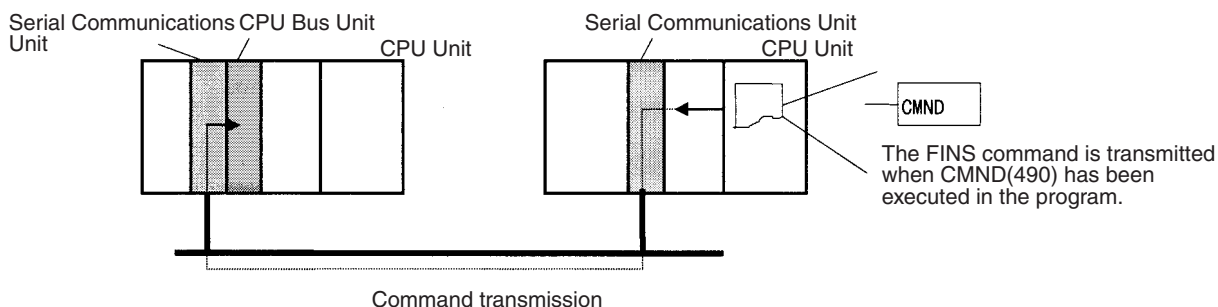 Serial Communications CPU Bus Unit
Unit
CPU Unit
Serial Communications Unit
CPU Unit
CMND
The FINS command is transmitted
when CMND(490) has been
executed in the program.
Command transmission